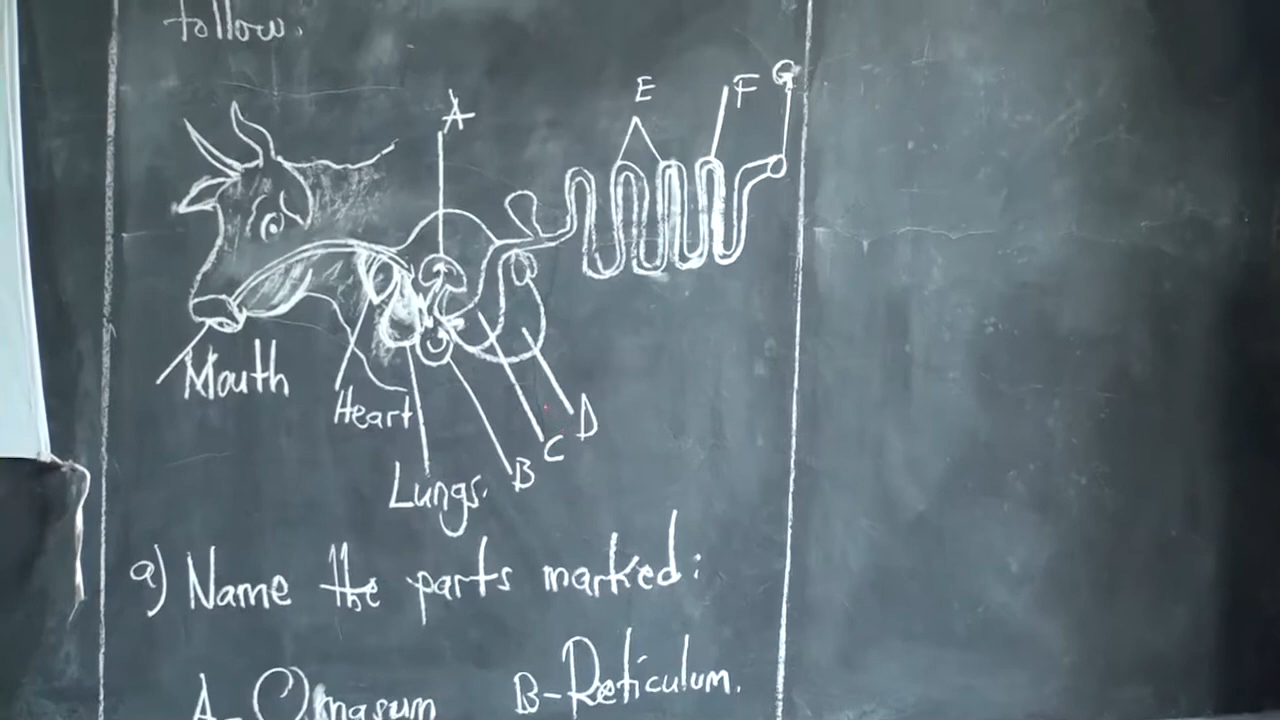 follow.
A
E
F
G
Mouth
Heart
Lungs.
B
C
D
a) Name the parts marked:
A- Omasum B- Reticulum.